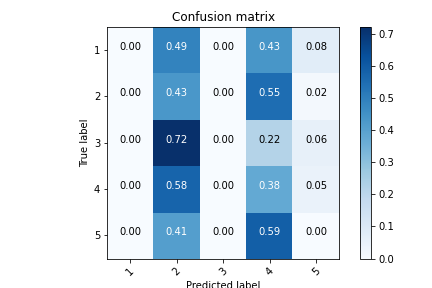 Confusion matrix
1 0.00 0.49 0.00 0.43 0.08
2 0.00 0.43 0.00 0.55 0.02
3 0.00 0.72 0.00 0.22 0.06
4 0.00 0.58 0.00 0.38 0.05
5 0.00 0.41 0.00 0.59 0.00
1 2 3 4 5
True label
Predicted label
0.7
0.6
0.5
0.4
0.3
0.2
0.1
0.0